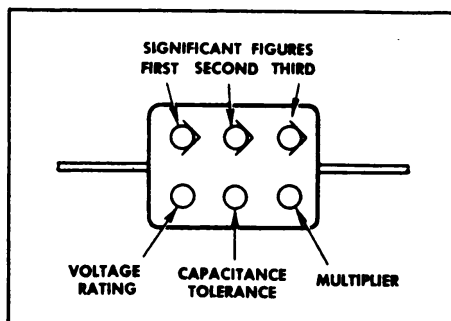 SIGNIFICANT FIGURES
FIRST SECOND THIRD
VOLTAGE
RATING
CAPACITANCE
TOLERANCE
MULTIPLIER